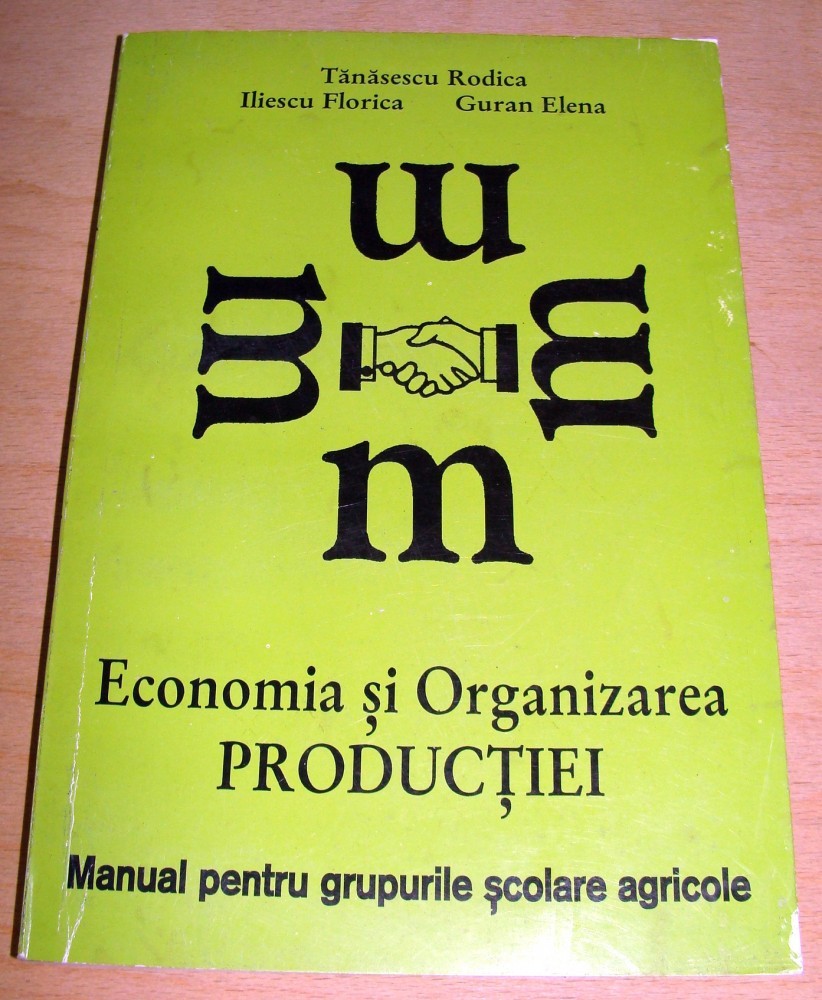 Tănăsescu Rodica
Iliescu Florica Guran Elena
m
m m
m
Economia și Organizarea
PRODUCȚIEI
Manual pentru grupurile școlare agricole